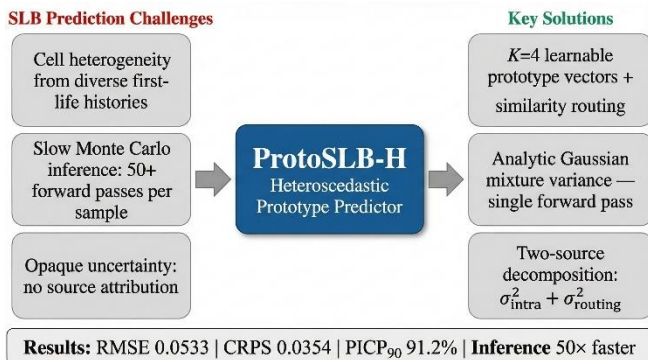 SLB Prediction Challenges
Cell heterogeneity
from diverse first-
life histories
Slow Monte Carlo
inference: 50+
forward passes per
sample
Opaque uncertainty:
no source attribution
ProtoSLB-H
Heteroscedastic
Prototype Predictor
Key Solutions
K=4 learnable
prototype vectors +
similarity routing
Analytic Gaussian
mixture variance —
single forward pass
Two-source
decomposition:
σ²_intra + σ²_routing
Results: RMSE 0.0533 | CRPS 0.0354 | PICP₉₀ 91.2% | Inference 50× faster